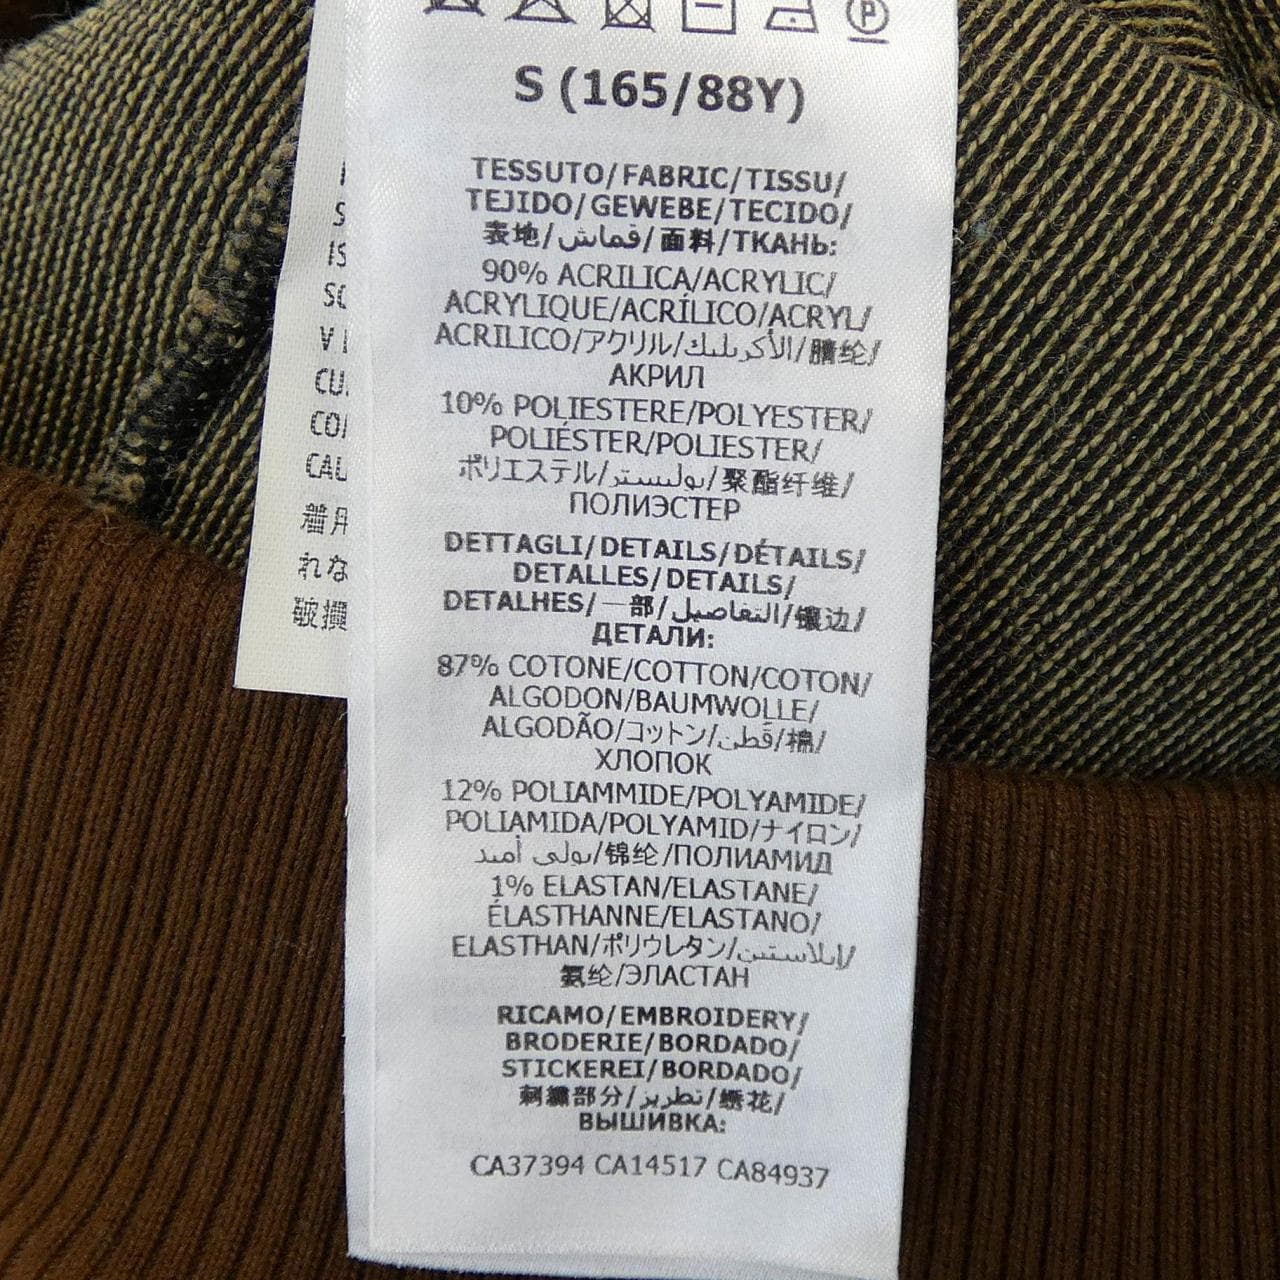 S (165/88Y)
TESSUTO/FABRIC/TISSU/
TEJIDO/GEWEBE/TECIDO/
表地/قماش/面料/ТКАНЬ:
90% ACRILICA/ACRYLIC/
ACRYLIQUE/ACRÍLICO/ACRYL/
ACRILICO/アクリル/الأكريليك/腈纶/
АКРИЛ
10% POLIESTERE/POLYESTER/
POLIÉSTER/POLIESTER/
ポリエステル/بوليستر/聚酯纤维/
ПОЛИЭСТЕР
DETTAGLI/DETAILS/DÉTAILS/
DETALLES/DETAILS/
DETALHES/一部/التفاصيل/镶边/
ДЕТАЛИ:
87% COTONE/COTTON/COTON/
ALGODON/BAUMWOLLE/
ALGODÃO/コットン/قُطن/棉/
ХЛОПОК
12% POLIAMMIDE/POLYAMIDE/
POLIAMIDA/POLYAMID/ナイロン/
بولي أميد/锦纶/ПОЛИАМИД
1% ELASTAN/ELASTANE/
ÉLASTHANNE/ELASTANO/
ELASTHAN/ポリウレタン/إيلاستين/
氨纶/ЭЛАСТАН
RICAMO/EMBROIDERY/
BRODERIE/BORDADO/
STICKEREI/BORDADO/
刺繍部分/تطريز/绣花/
ВЫШИВКА:
CA37394 CA14517 CA84937